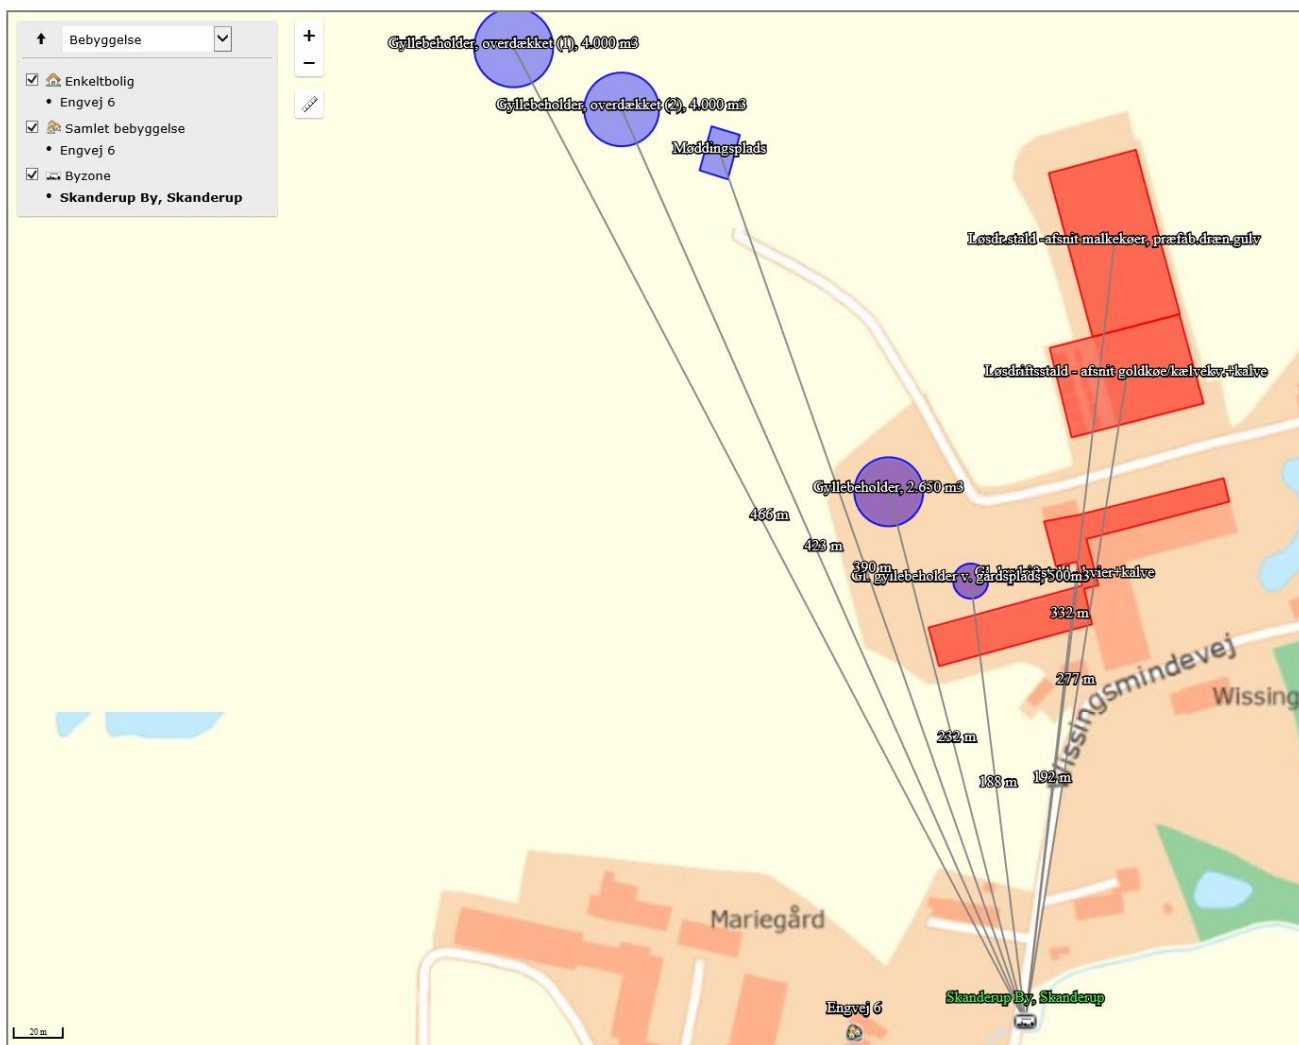 Bebyggelse
Enkeltbolig
• Engvej 6
Samlet bebyggelse
• Engvej 6
Byzone
• Skanderup By, Skanderup
+
−
Gyllebeholder, overdækket (1), 4.000 m3
Gyllebeholder, overdækket (2), 4.000 m3
Møddingsplads
Løsdr.stald -afsnit malkekøer, præfab.dræn.gulv
Løsdriftsstald - afsnit goldkøe/kælvekv.+kalve
Gyllebeholder, 2.650 m3
466 m
423 m
390 m
Gl. gyllebeholder v. gårdsplads, 500m3
kvier+kalve
332 m
277 m
Wissingsmindevej
Wissing
232 m
188 m
192 m
Mariegård
Skanderup By, Skanderup
Engvej 6
20 m